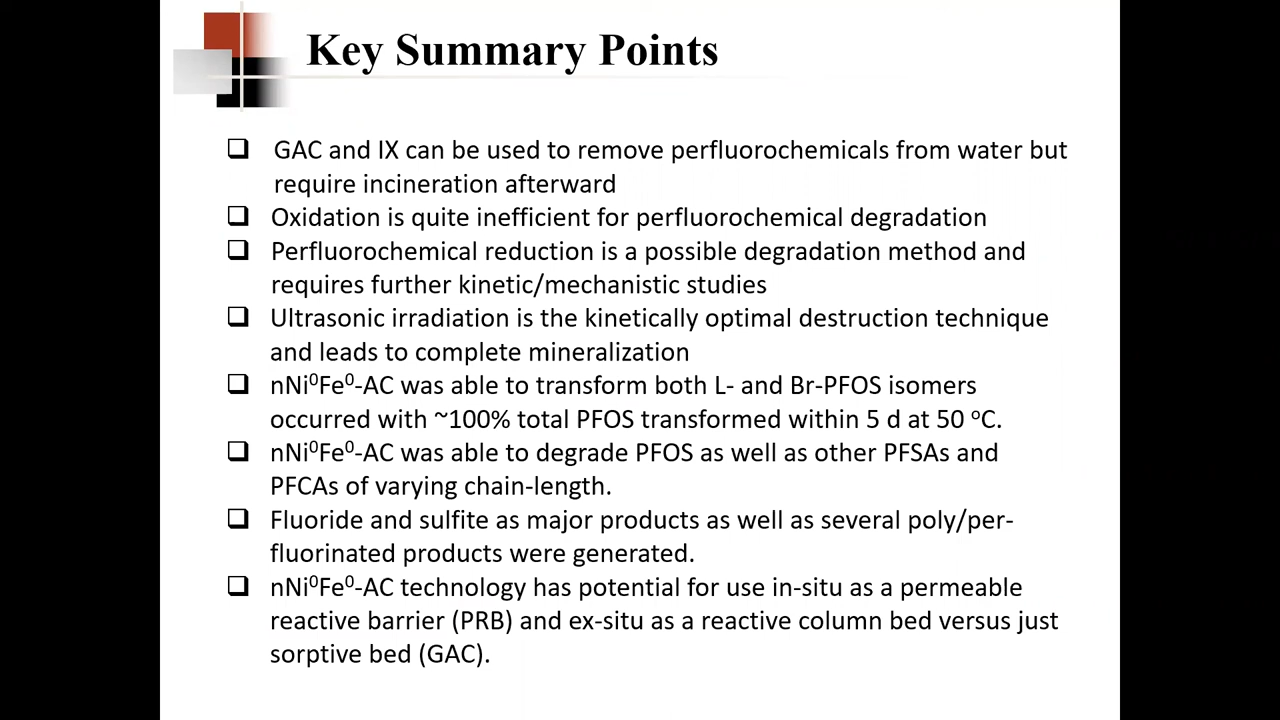 Key Summary Points
❑ GAC and IX can be used to remove perfluorochemicals from water but
require incineration afterward
❑ Oxidation is quite inefficient for perfluorochemical degradation
❑ Perfluorochemical reduction is a possible degradation method and
requires further kinetic/mechanistic studies
❑ Ultrasonic irradiation is the kinetically optimal destruction technique
and leads to complete mineralization
❑ nNi⁰Fe⁰-AC was able to transform both L- and Br-PFOS isomers
occurred with ~100% total PFOS transformed within 5 d at 50 ᵒC.
❑ nNi⁰Fe⁰-AC was able to degrade PFOS as well as other PFSAs and
PFCAs of varying chain-length.
❑ Fluoride and sulfite as major products as well as several poly/per-
fluorinated products were generated.
❑ nNi⁰Fe⁰-AC technology has potential for use in-situ as a permeable
reactive barrier (PRB) and ex-situ as a reactive column bed versus just
sorptive bed (GAC).